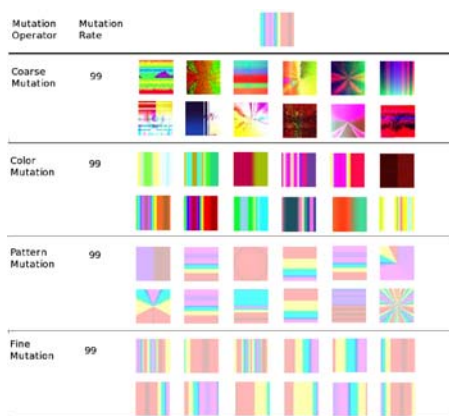 Mutation Mutation
Operator Rate
Coarse 99
Mutation
Color 99
Mutation
Pattern 99
Mutation
Fine 99
Mutation